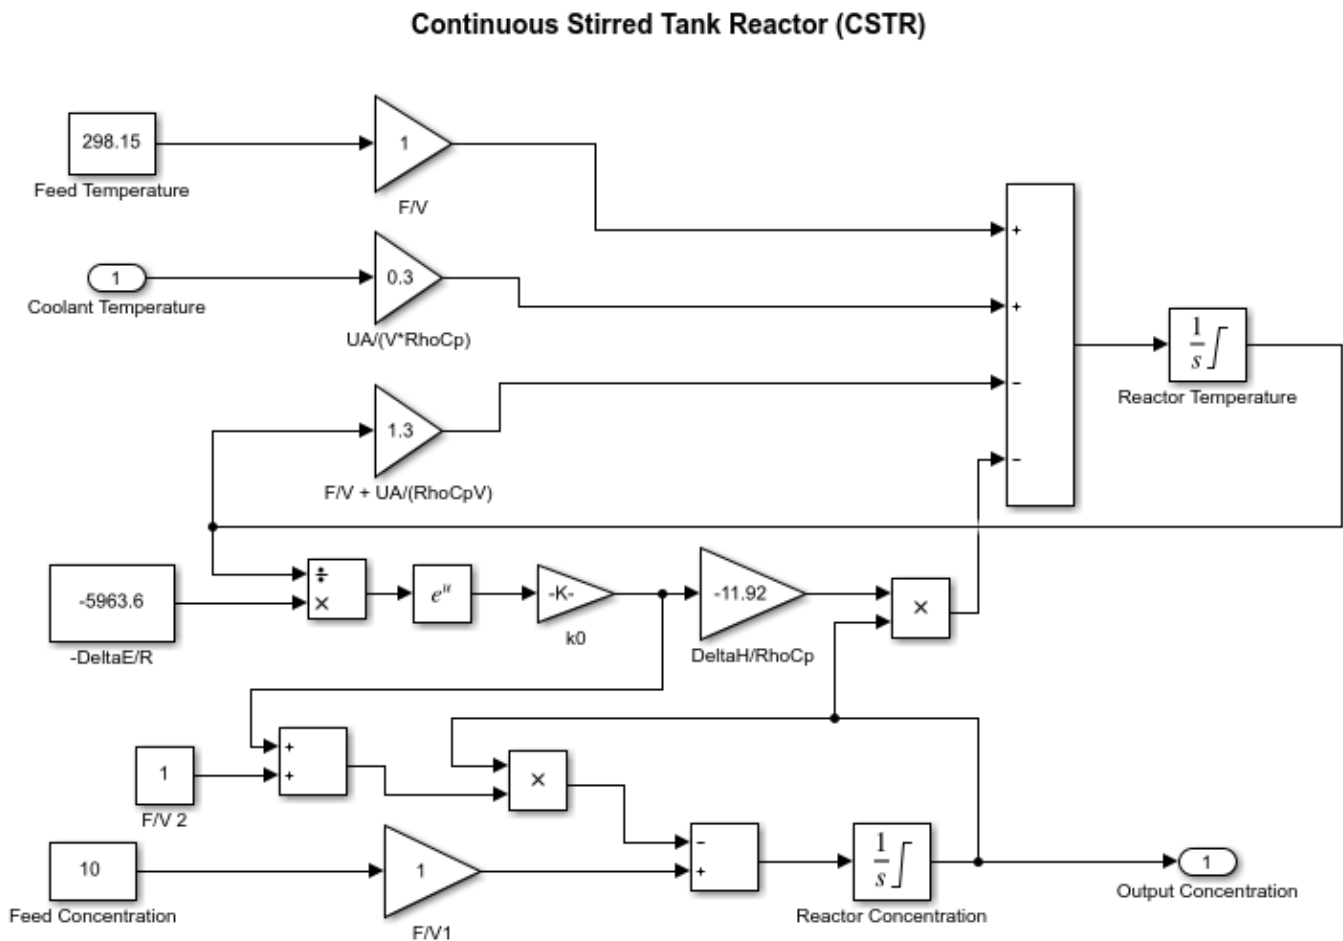 Continuous Stirred Tank Reactor (CSTR)
298.15
Feed Temperature
1
F/V
1
Coolant Temperature
0.3
UA/(V*RhoCp)
1.3
F/V + UA/(RhoCpV)
+
+
-
-
1
s
Reactor Temperature
-5963.6
-DeltaE/R
÷
×
e^u
-K-
k0
-11.92
DeltaH/RhoCp
×
1
F/V 2
+
+
×
10
Feed Concentration
1
F/V1
-
+
1
s
Reactor Concentration
1
Output Concentration